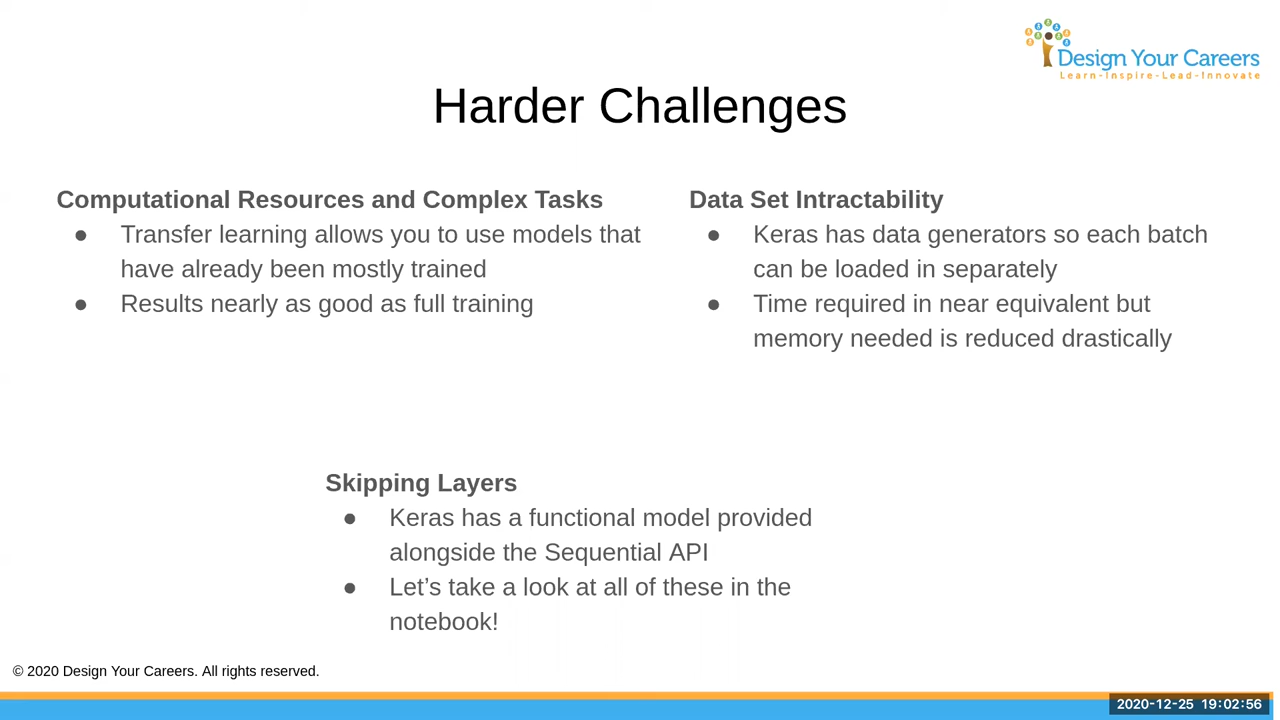 Design Your Careers
Learn-Inspire-Lead-Innovate
Harder Challenges
Computational Resources and Complex Tasks
● Transfer learning allows you to use models that
have already been mostly trained
● Results nearly as good as full training
Data Set Intractability
● Keras has data generators so each batch
can be loaded in separately
● Time required in near equivalent but
memory needed is reduced drastically
Skipping Layers
● Keras has a functional model provided
alongside the Sequential API
● Let’s take a look at all of these in the
notebook!
© 2020 Design Your Careers. All rights reserved.
2020-12-25 19:02:56